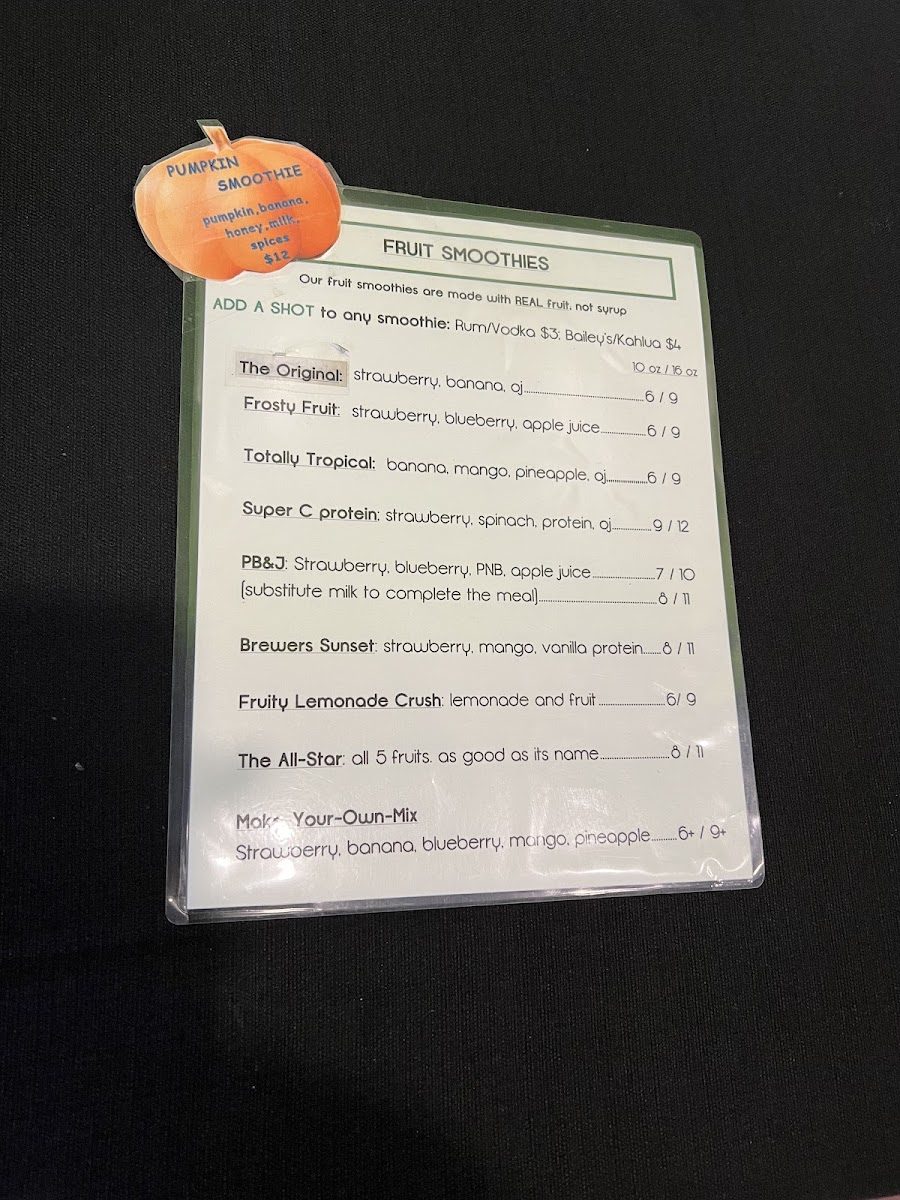 PUMPKIN
SMOOTHIE
pumpkin, banana,
honey, milk,
spices
$12
FRUIT SMOOTHIES
Our fruit smoothies are made with REAL fruit, not syrup
ADD A SHOT to any smoothie: Rum/Vodka $3; Bailey's/Kahlua $4
10 oz / 16 oz
The Original: strawberry, banana, oj..........6 / 9
Frosty Fruit: strawberry, blueberry, apple juice..........6 / 9
Totally Tropical: banana, mango, pineapple, oj..........6 / 9
Super C protein: strawberry, spinach, protein, oj..........9 / 12
PB&J: Strawberry, blueberry, PNB, apple juice..........7 / 10
(substitute milk to complete the meal)..........8 / 11
Brewers Sunset: strawberry, mango, vanilla protein......8 / 11
Fruity Lemonade Crush: lemonade and fruit..........6/ 9
The All-Star: all 5 fruits. as good as its name..........8 / 11
Make-Your-Own-Mix
Strawberry, banana, blueberry, mango, pineapple.........6+ / 9+